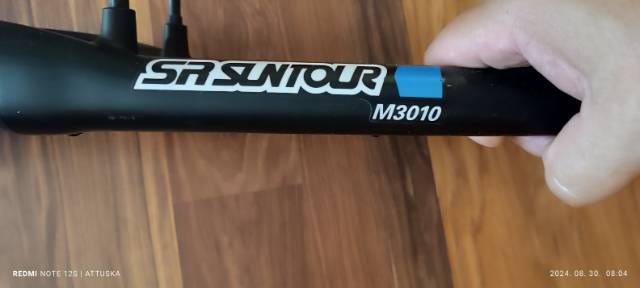 SR SUNTOUR
M3010
REDMI NOTE 12S | ATTUSKA
2024. 08. 30. 08:04